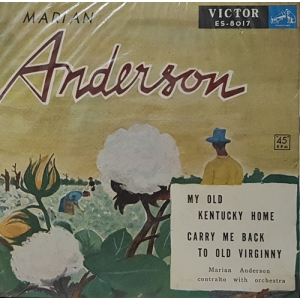 MARIAN
Anderson
VICTOR
ES-8017
45
RPM
MY OLD
KENTUCKY HOME
CARRY ME BACK
TO OLD VIRGINNY
Marian Anderson
contralto with orchestra